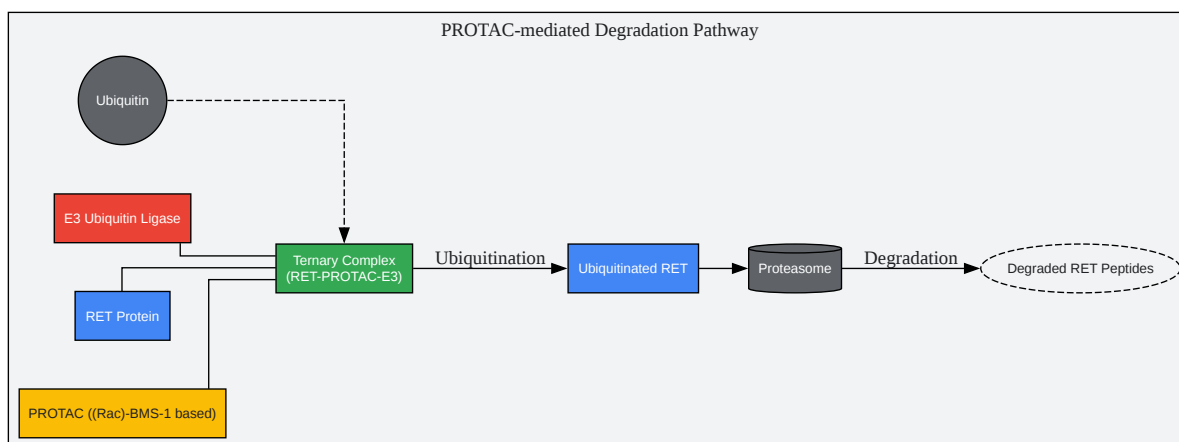 PROTAC-mediated Degradation Pathway
Ubiquitin
E3 Ubiquitin Ligase
Ternary Complex
(RET-PROTAC-E3)
Ubiquitination
Ubiquitinated RET
Proteasome
Degradation
Degraded RET Peptides
RET Protein
PROTAC ((Rac)-BMS-1 based)